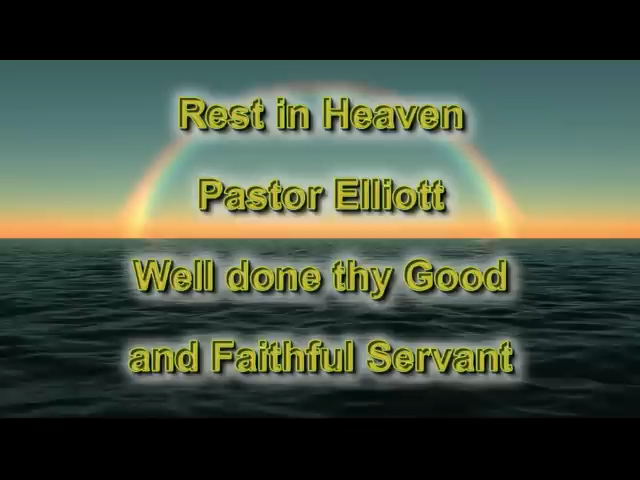 Rest in Heaven
Pastor Elliott
Well done thy Good
and Faithful Servant